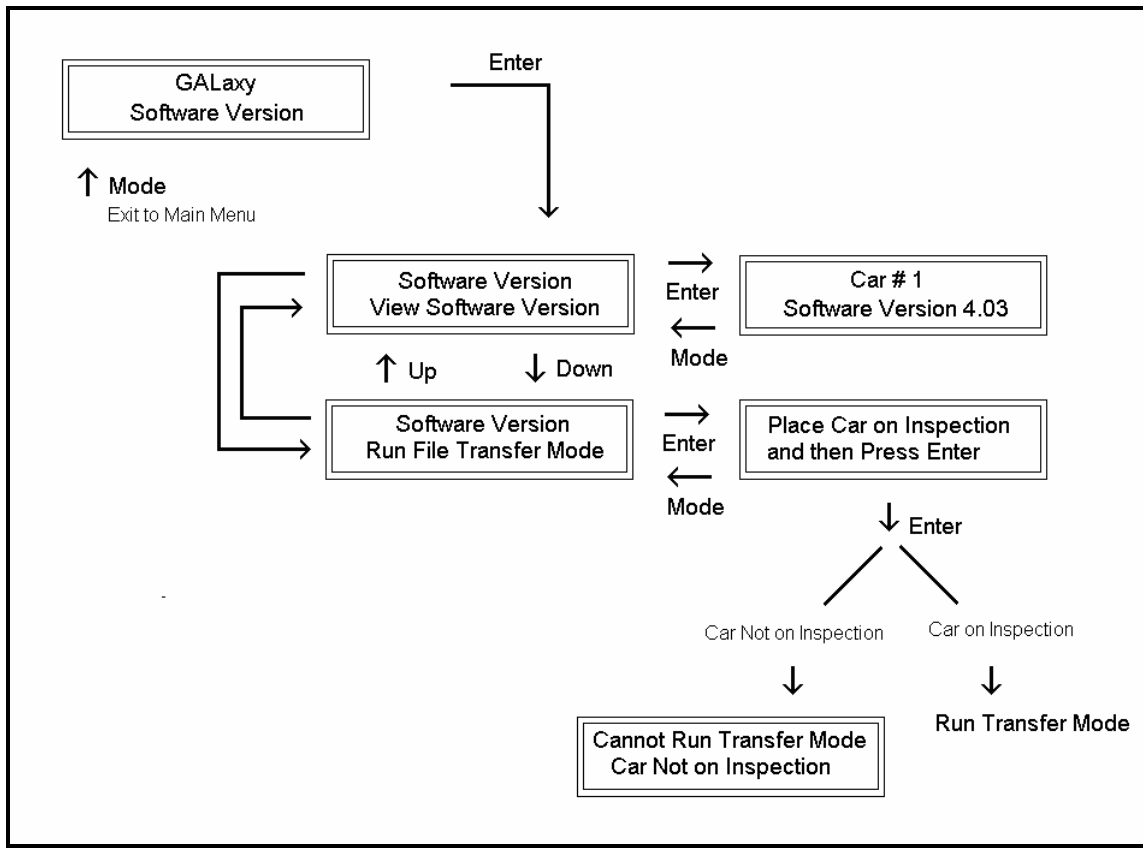 GALaxy
Software Version
Enter
↑ Mode
Exit to Main Menu
Software Version
View Software Version
→
Enter
←
Mode
Car # 1
Software Version 4.03
↑ Up
↓ Down
Software Version
Run File Transfer Mode
→
Enter
←
Mode
Place Car on Inspection
and then Press Enter
↓ Enter
Car Not on Inspection
Car on Inspection
↓
↓
Cannot Run Transfer Mode
Car Not on Inspection
Run Transfer Mode